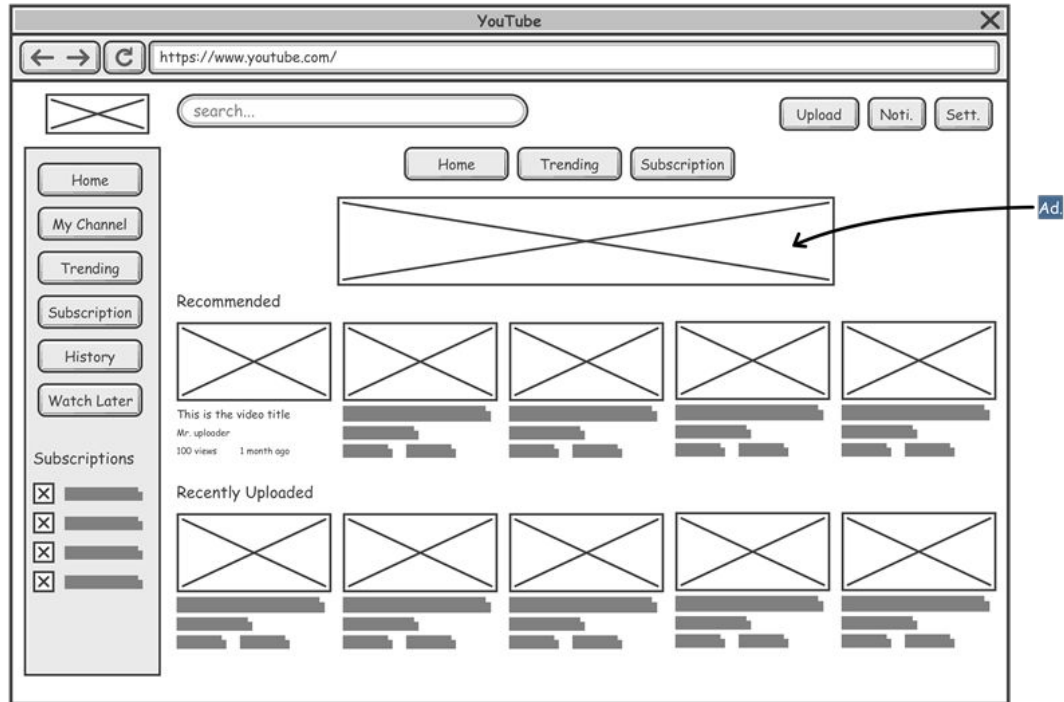 YouTube
https://www.youtube.com/
search...
Upload
Noti.
Sett.
Home
My Channel
Trending
Subscription
History
Watch Later
Subscriptions
Home
Trending
Subscription
Ad.
Recommended
This is the video title
Mr. uploader
100 views 1 month ago
Recently Uploaded